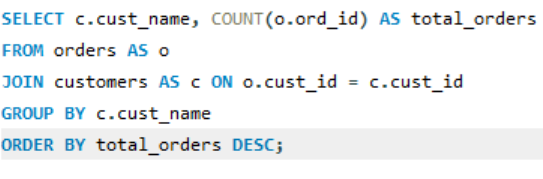 SELECT c.cust_name, COUNT(o.ord_id) AS total_orders
FROM orders AS o
JOIN customers AS c ON o.cust_id = c.cust_id
GROUP BY c.cust_name
ORDER BY total_orders DESC;